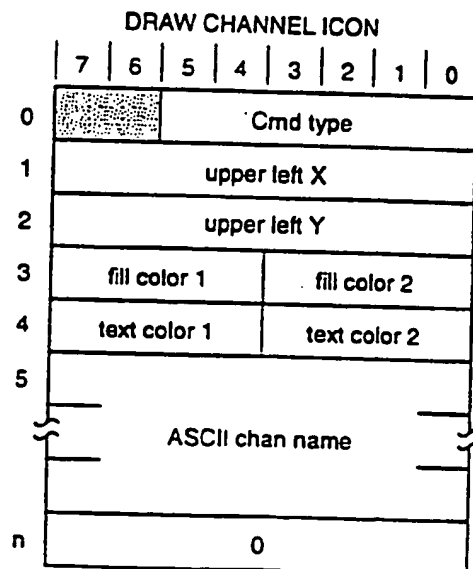 DRAW CHANNEL ICON
7 6 5 4 3 2 1 0
0 Cmd type
1 upper left X
2 upper left Y
3 fill color 1 fill color 2
4 text color 1 text color 2
5
ASCII chan name
n 0